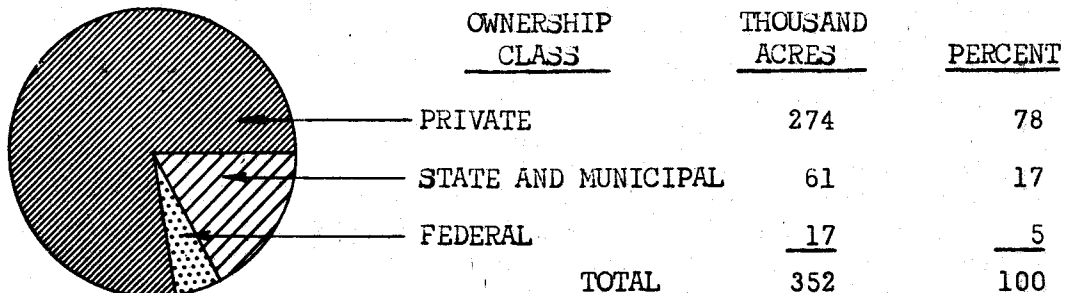 OWNERSHIP THOUSAND
CLASS ACRES PERCENT
PRIVATE 274 78
STATE AND MUNICIPAL 61 17
FEDERAL 17 5
TOTAL 352 100